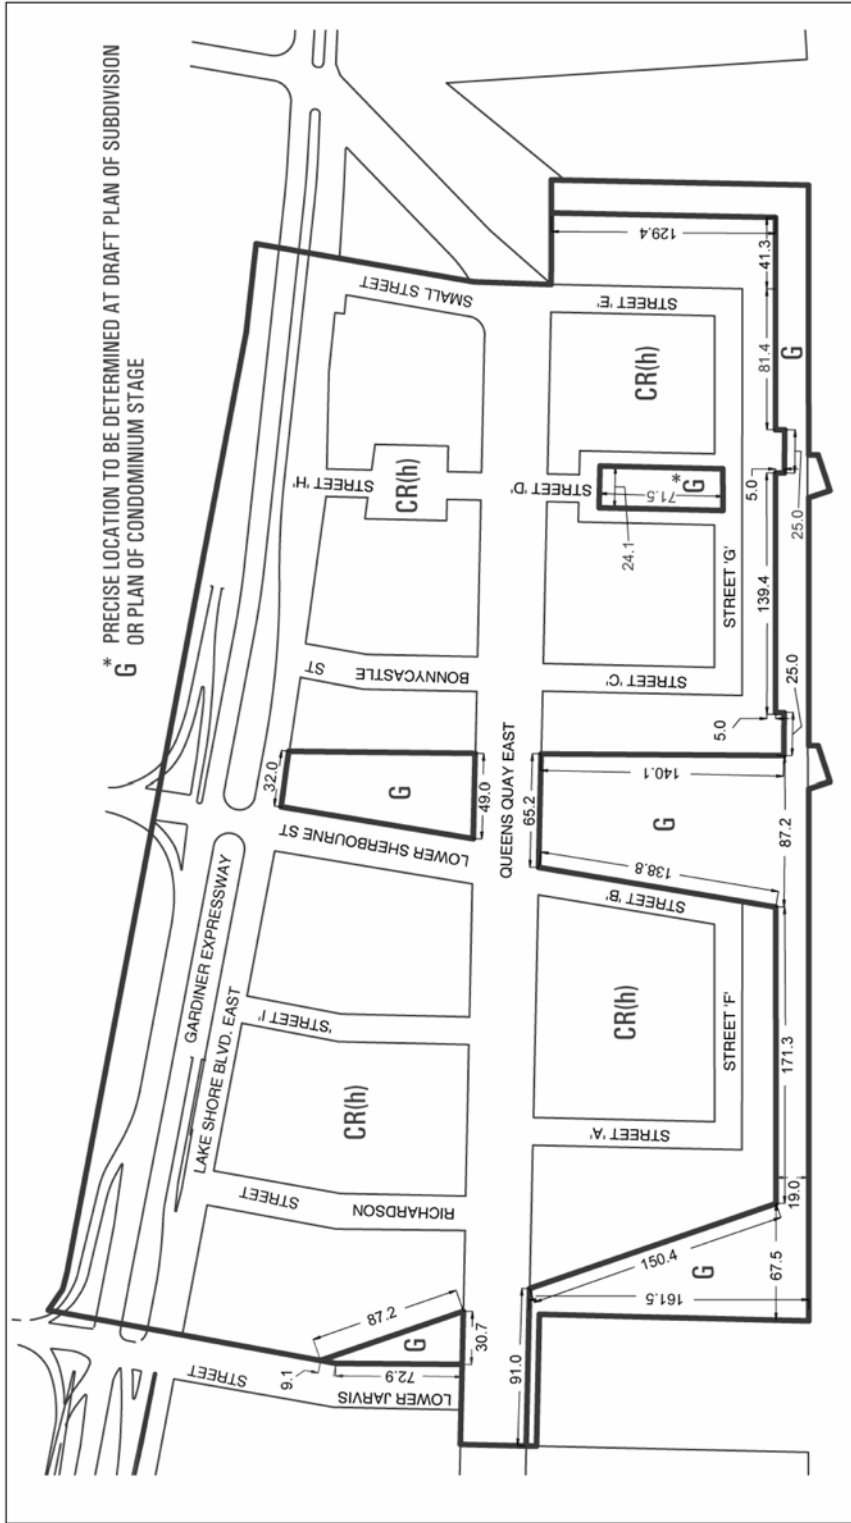 * PRECISE LOCATION TO BE DETERMINED AT DRAFT PLAN OF SUBDIVISION
G OR PLAN OF CONDOMINIUM STAGE
GARDINER EXPRESSWAY
LAKE SHORE BLVD. EAST
LOWER JARVIS
STREET
9.1
87.2
72.9
G
30.7
RICHARDSON
STREET
CR(h)
'STREET I'
LOWER SHERBOURNE ST
32.0
G
49.0
BONNYCASTLE
ST
STREET 'H'
CR(h)
SMALL STREET
QUEENS QUAY EAST
91.0
161.5
150.4
G
67.5
19.0
STREET 'A'
CR(h)
STREET 'F'
171.3
STREET 'B'
65.2
138.8
G
140.1
87.2
5.0
25.0
STREET 'C'
STREET 'G'
139.4
STREET 'D'
24.1
71.5
G*
5.0
25.0
CR(h)
STREET 'E'
81.4
G
129.4
41.3